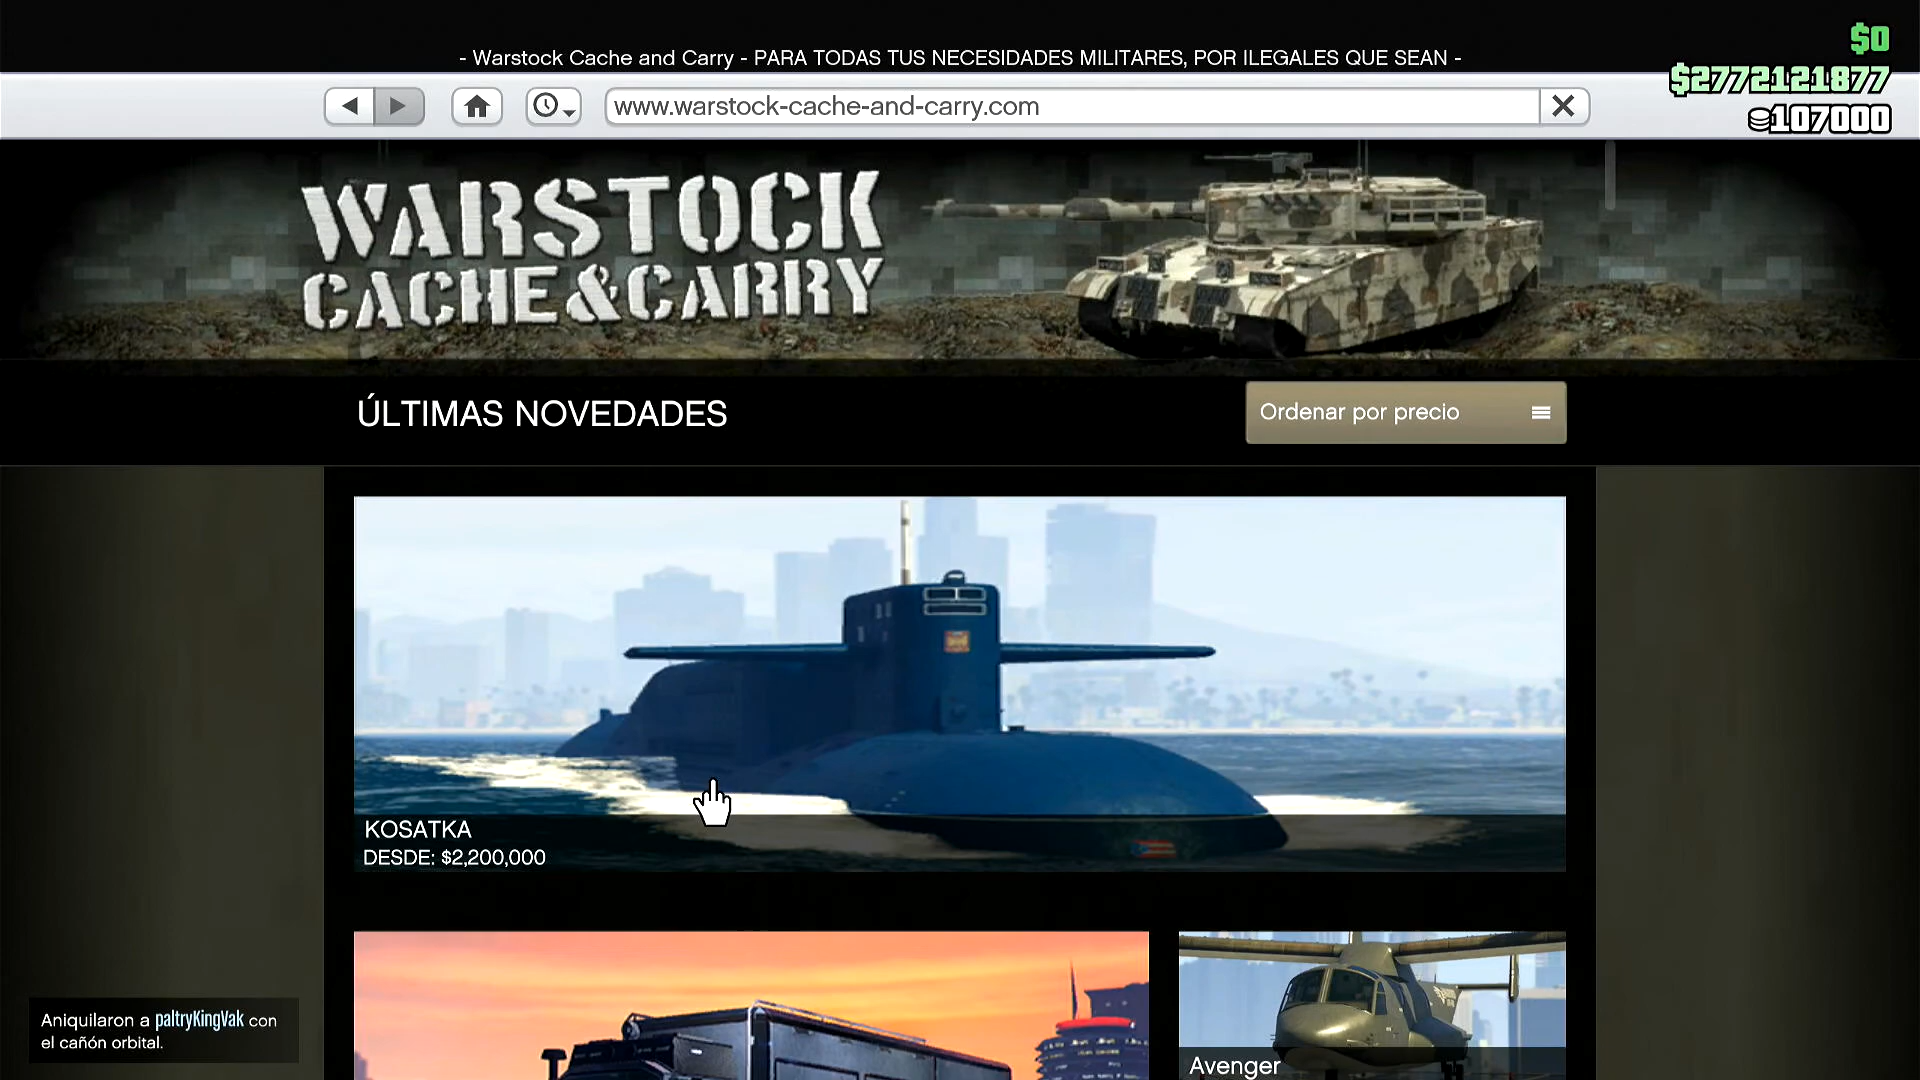 - Warstock Cache and Carry - PARA TODAS TUS NECESIDADES MILITARES, POR ILEGALES QUE SEAN -
$0
$2772121877
107000
www.warstock-cache-and-carry.com
WARSTOCK
CACHE & CARRY
ÚLTIMAS NOVEDADES
Ordenar por precio
KOSATKA
DESDE: $2,200,000
Avenger
Aniquilaron a paltryKingVak con
el cañón orbital.